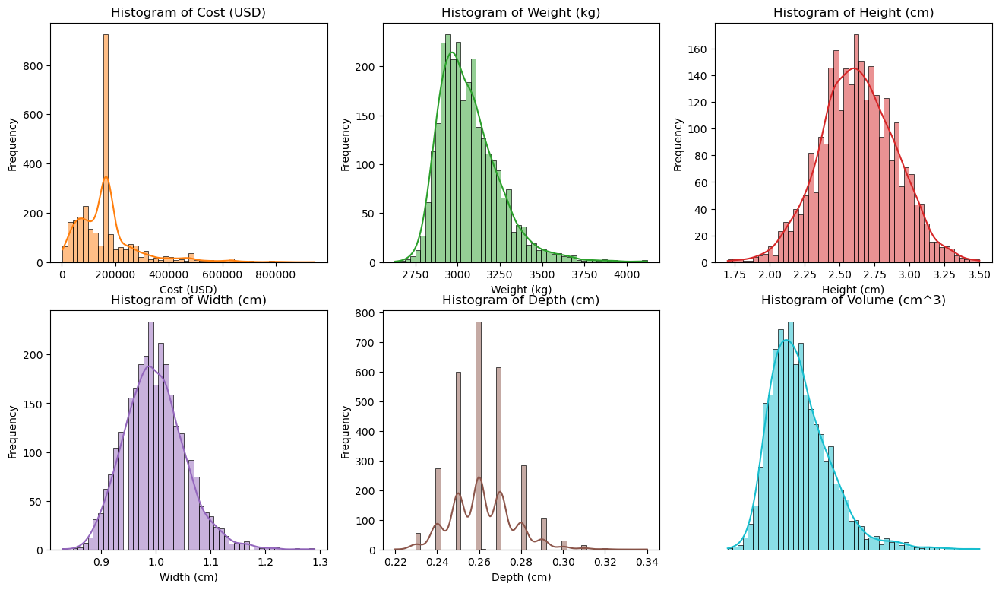 Histogram of Cost (USD)
Frequency
800
600
400
200
0
0 2000000 4000000 6000000 8000000
Cost (USD)
Histogram of Weight (kg)
Frequency
200
150
100
50
0
2750 3000 3250 3500 3750 4000
Weight (kg)
Histogram of Height (cm)
Frequency
160
140
120
100
80
60
40
20
0
1.75 2.00 2.25 2.50 2.75 3.00 3.25 3.50
Height (cm)
Histogram of Width (cm)
Frequency
200
150
100
50
0
0.9 1.0 1.1 1.2 1.3
Width (cm)
Histogram of Depth (cm)
Frequency
800
700
600
500
400
300
200
100
0
0.22 0.24 0.26 0.28 0.30 0.32 0.34
Depth (cm)
Histogram of Volume (cm^3)